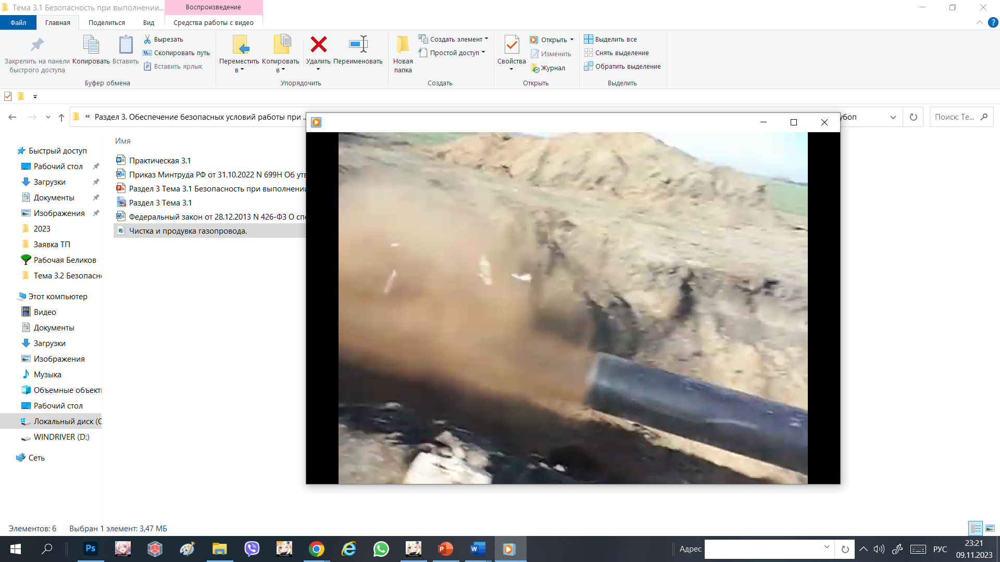 Тема 3.1 Безопасность при выполнении...
Воспроизведение
Файл
Главная
Поделиться
Вид
Средства работы с видео
Закрепить на панели
быстрого доступа
Копировать
Вставить
Вырезать
Скопировать путь
Вставить ярлык
Буфер обмена
Переместить
в
Копировать
в
Удалить
Переименовать
Упорядочить
Новая
папка
Создать элемент
Простой доступ
Создать
Свойства
Открыть
Изменить
Журнал
Открыть
Выделить все
Снять выделение
Обратить выделение
Выделить
« Раздел 3. Обеспечение безопасных условий работы при ...
убоп
Поиск: Те...
Имя
Практическая 3.1
Приказ Минтруда РФ от 31.10.2022 N 699Н Об утв
Раздел 3 Тема 3.1 Безопасность при выполнении
Раздел 3 Тема 3.1
Федеральный закон от 28.12.2013 N 426-ФЗ О спе
Чистка и продувка газопровода.
Быстрый доступ
Рабочий стол
Загрузки
Документы
Изображения
2023
Заявка ТП
Рабочая Беликов
Тема 3.2 Безопасно
Этот компьютер
Видео
Документы
Загрузки
Изображения
Музыка
Объемные объекты
Рабочий стол
Локальный диск (C
WINDRIVER (D:)
Сеть
Элементов: 6
Выбран 1 элемент: 3,47 МБ
Ps
Адрес
РУС
23:21
09.11.2023